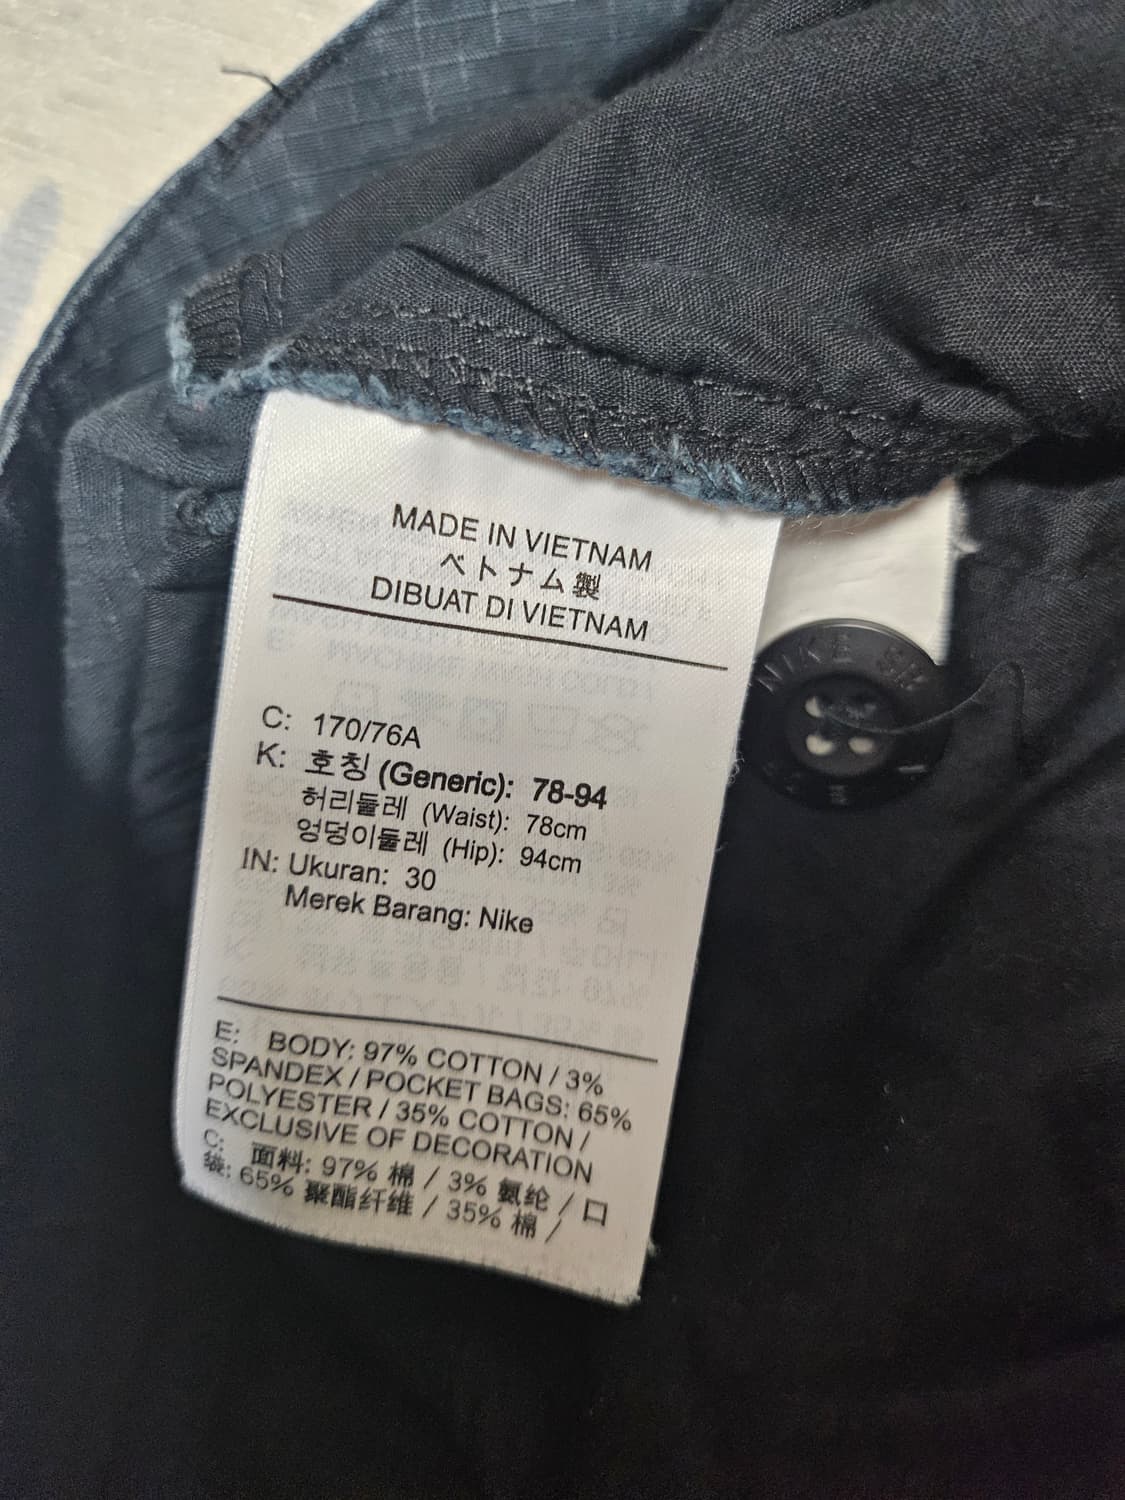 MADE IN VIETNAM
ベトナム製
DIBUAT DI VIETNAM
C: 170/76A
K: 호칭 (Generic): 78-94
허리둘레 (Waist): 78cm
엉덩이둘레 (Hip): 94cm
IN: Ukuran: 30
Merek Barang: Nike
E: BODY: 97% COTTON / 3%
SPANDEX / POCKET BAGS: 65%
POLYESTER / 35% COTTON /
EXCLUSIVE OF DECORATION
C: 面料: 97% 棉 / 3% 氨纶 / 口
袋: 65% 聚酯纤维 / 35% 棉 /
NIKE SB